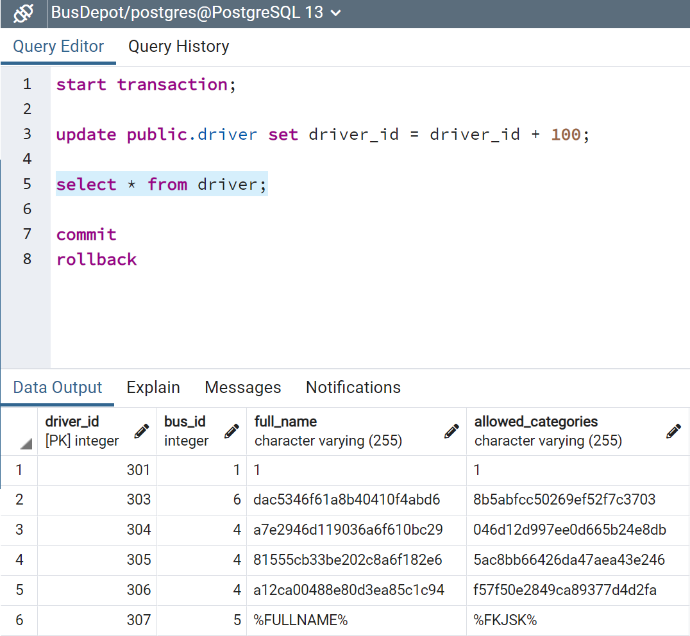 BusDepot/postgres@PostgreSQL 13
Query Editor Query History
1 start transaction;
2
3 update public.driver set driver_id = driver_id + 100;
4
5 select * from driver;
6
7 commit
8 rollback
Data Output Explain Messages Notifications
driver_id bus_id full_name allowed_categories
[PK] integer integer character varying (255) character varying (255)
1 301 1 1 1
2 303 6 dac5346f61a8b40410f4abd6 8b5abfcc50269ef52f7c3703
3 304 4 a7e2946d119036a6f610bc29 046d12d997ee0d665b24e8db
4 305 4 81555cb33be202c8a6f182e6 5ac8bb66426da47aea43e246
5 306 4 a12ca00488e80d3ea85c1c94 f57f50e2849ca89377d4d2fa
6 307 5 %FULLNAME% %FKJSK%